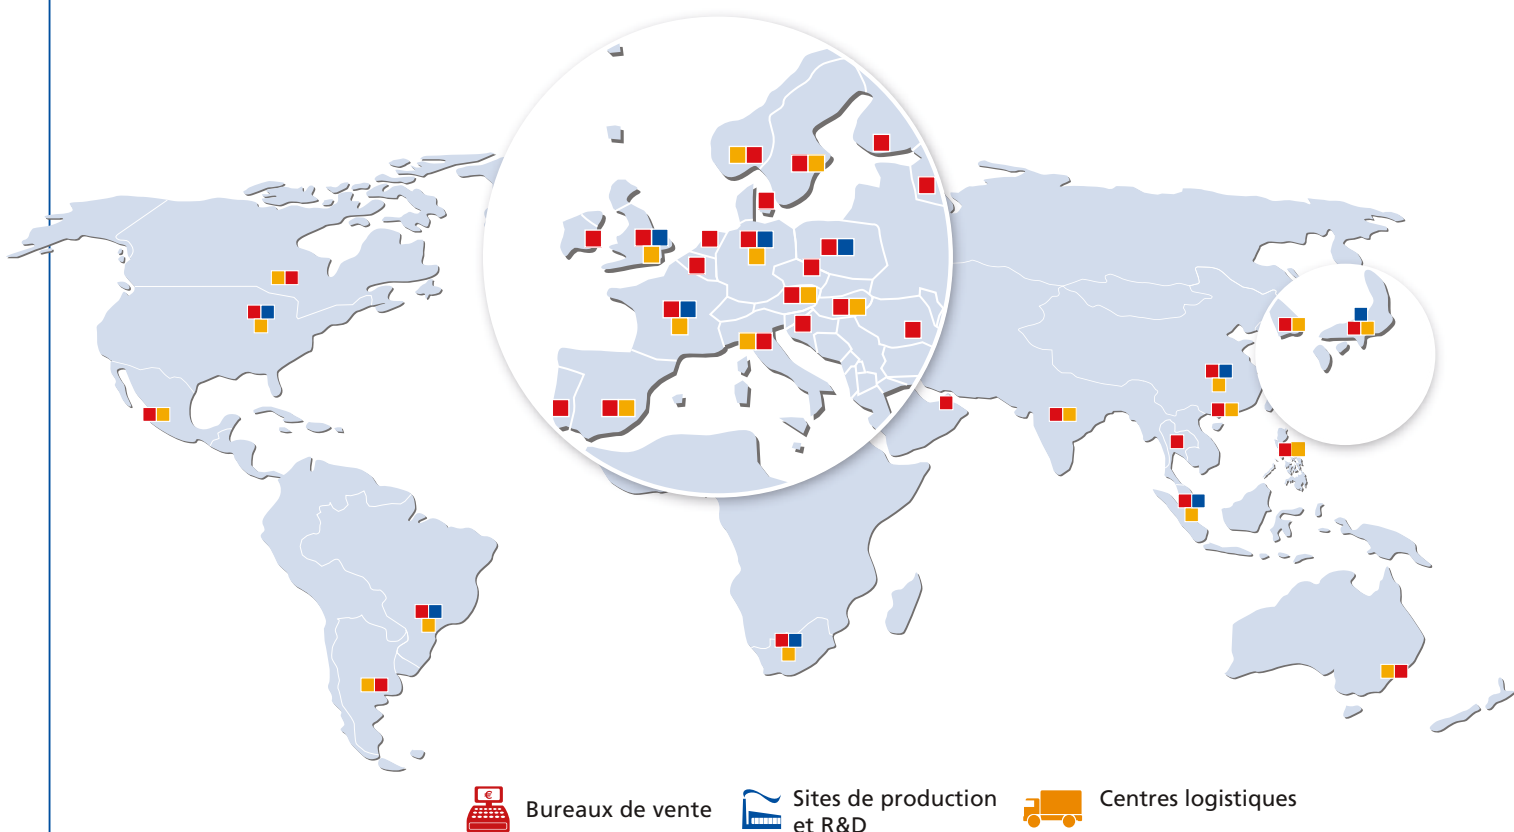 €
Bureaux de vente
Sites de production
et R&D
Centres logistiques